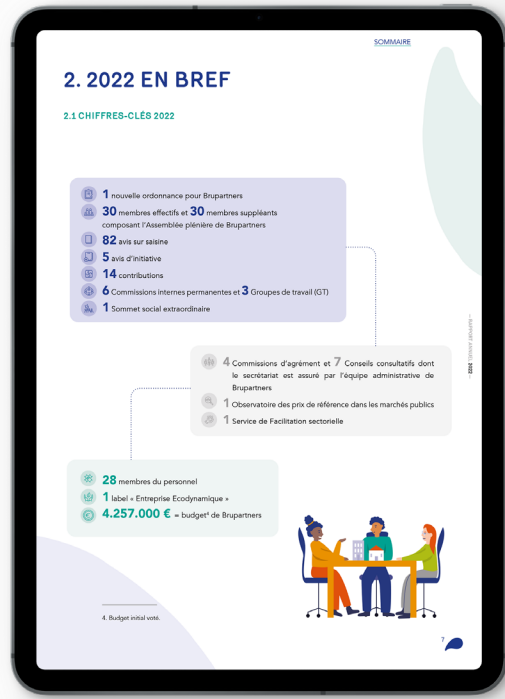 SOMMAIRE
2. 2022 EN BREF
2.1 CHIFFRES-CLÉS 2022
1 nouvelle ordonnance pour Brupartners
30 membres effectifs et 30 membres suppléants
composant l'Assemblée plénière de Brupartners
82 avis sur saisine
5 avis d'initiative
14 contributions
6 Commissions internes permanentes et 3 Groupes de travail (GT)
1 Sommet social extraordinaire
4 Commissions d'agrément et 7 Conseils consultatifs dont
le secrétariat est assuré par l'équipe administrative de
Brupartners
1 Observatoire des prix de référence dans les marchés publics
1 Service de Facilitation sectorielle
28 membres du personnel
1 label « Entreprise Ecodynamique »
4.257.000 € = budget⁴ de Brupartners
4. Budget initial voté.
— RAPPORT ANNUEL 2022 —
7